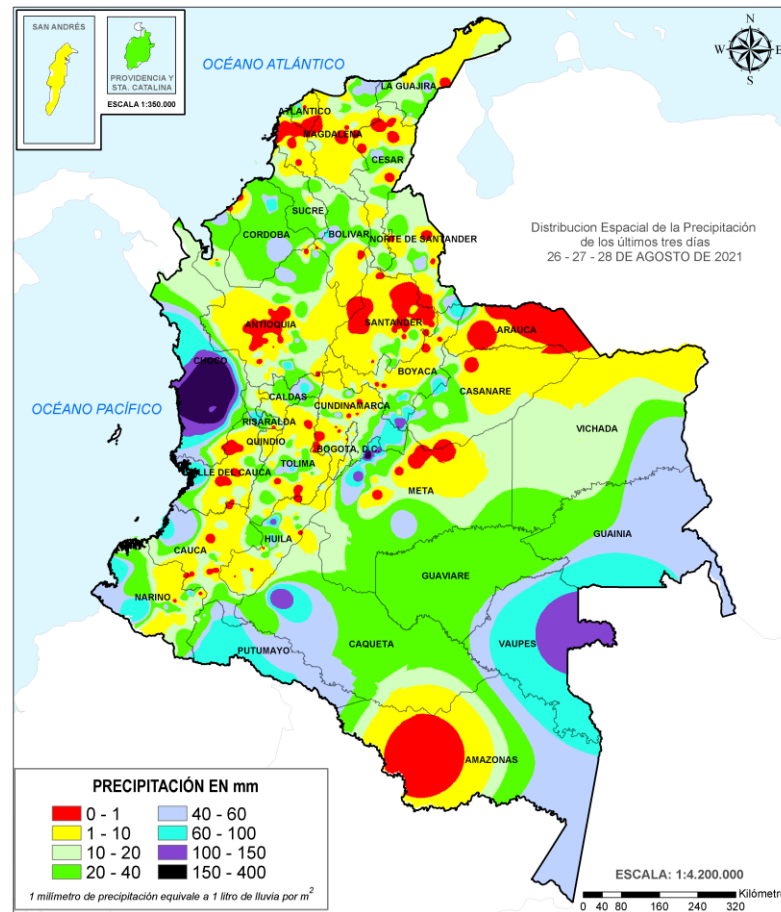 SAN ANDRÉS
PROVIDENCIA Y
STA. CATALINA
ESCALA 1:350.000
OCÉANO ATLÁNTICO
N
W
E
S
LA GUAJIRA
ATLÁNTICO
MAGDALENA
CESAR
SUCRE
CORDOBA
BOLIVAR
NORTE DE SANTANDER
Distribucion Espacial de la Precipitación
de los últimos tres días
26 - 27 - 28 DE AGOSTO DE 2021
ANTIOQUIA
SANTANDER
ARAUCA
CHOCO
BOYACA
CASANARE
OCÉANO PACÍFICO
CALDAS
CUNDINAMARCA
RISARALDA
VICHADA
QUINDIO
BOGOTA, D.C.
TOLIMA
VALLE DEL CAUCA
META
GUAINIA
CAUCA
HUILA
GUAVIARE
NARINO
CAQUETA
VAUPES
PUTUMAYO
AMAZONAS
PRECIPITACIÓN EN mm
0 - 1
40 - 60
1 - 10
60 - 100
10 - 20
100 - 150
20 - 40
150 - 400
1 milímetro de precipitación equivale a 1 litro de lluvia por m²
ESCALA: 1:4.200.000
Kilómetr
0 40 80 160 240 320